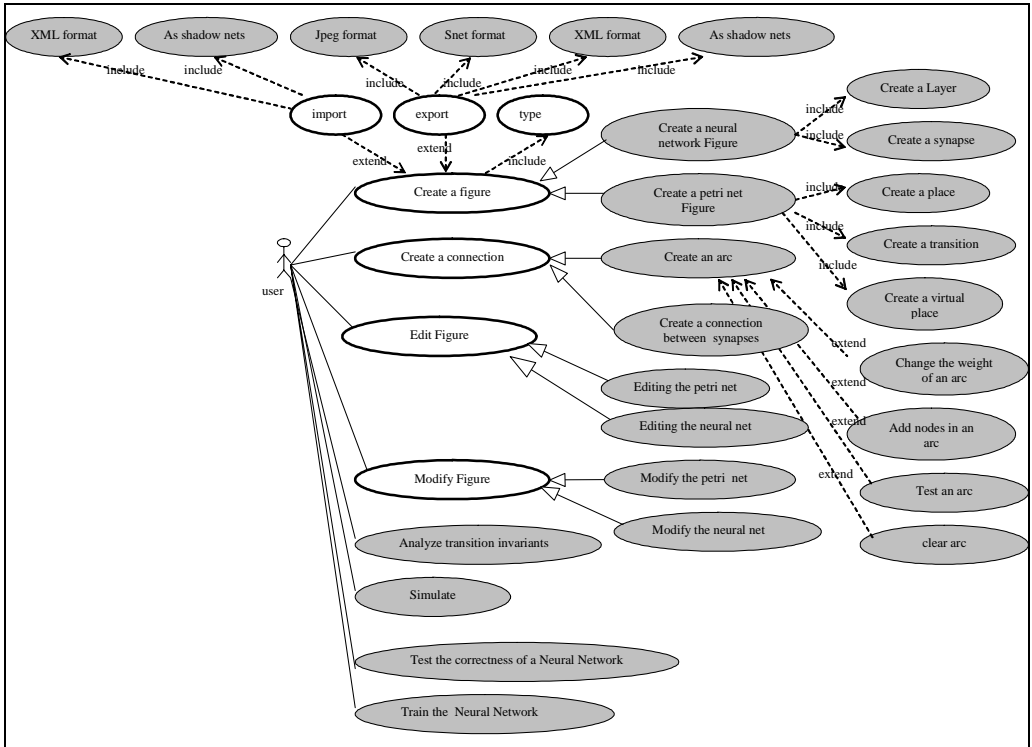 XML format
As shadow nets
Jpeg format
Snet format
XML format
As shadow nets
include
include
include
include
include
include
import
export
type
extend
extend
include
Create a Layer
include
Create a neural
network Figure
include
Create a synapse
Create a figure
Create a petri net
Figure
include
Create a place
include
Create a transition
include
Create a virtual
place
user
Create a connection
Create an arc
Edit Figure
Create a connection
between synapses
extend
Change the weight
of an arc
Editing the petri net
extend
Editing the neural net
extend
Add nodes in an
arc
Modify Figure
Modify the petri net
extend
Test an arc
Modify the neural net
clear arc
Analyze transition invariants
Simulate
Test the correctness of a Neural Network
Train the Neural Network